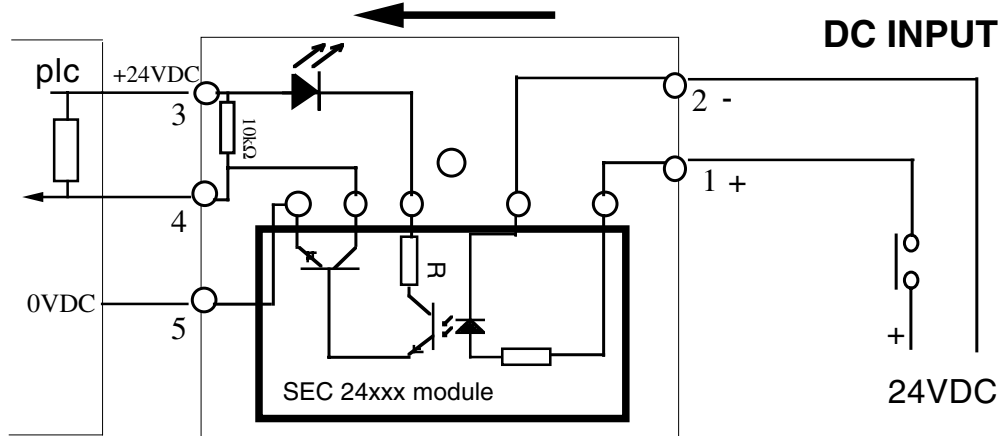 DC INPUT
plc
+24VDC
3
10kΩ
2 -
1 +
4
R
0VDC
5
+
SEC 24xxx module
24VDC